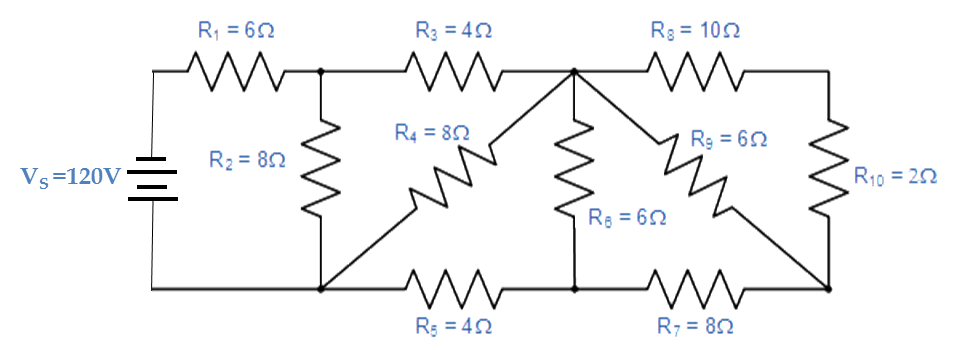 R₁ = 6Ω
R₃ = 4Ω
R₈ = 10Ω
R₄ = 8Ω
R₉ = 6Ω
R₂ = 8Ω
Vₛ=120V
R₁₀ = 2Ω
R₆ = 6Ω
R₅ = 4Ω
R₇ = 8Ω